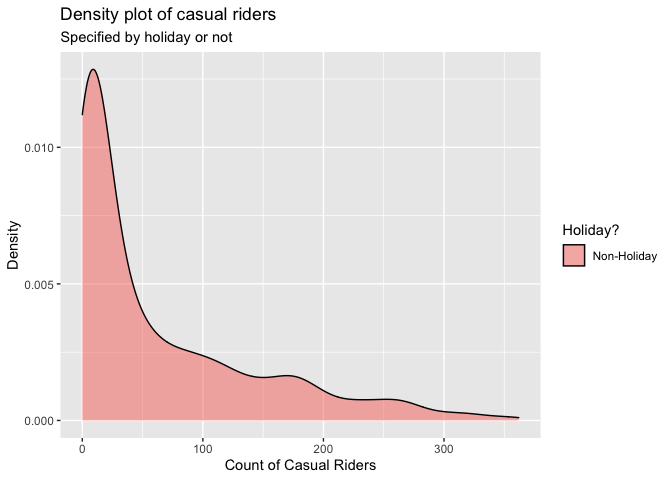 Density plot of casual riders
Specified by holiday or not
0.010
0.005
0.000
Density
0 100 200 300
Count of Casual Riders
Holiday?
Non-Holiday